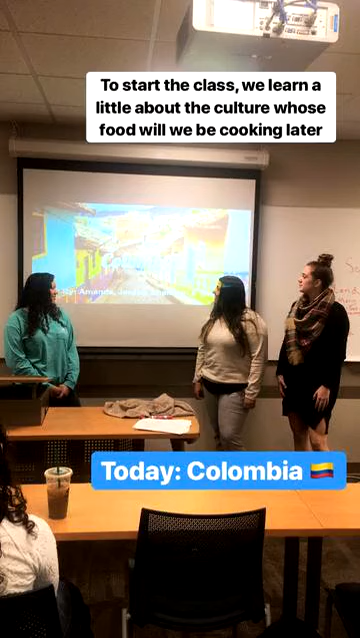 To start the class, we learn a
little about the culture whose
food will we be cooking later
Today: Colombia 🇨🇴